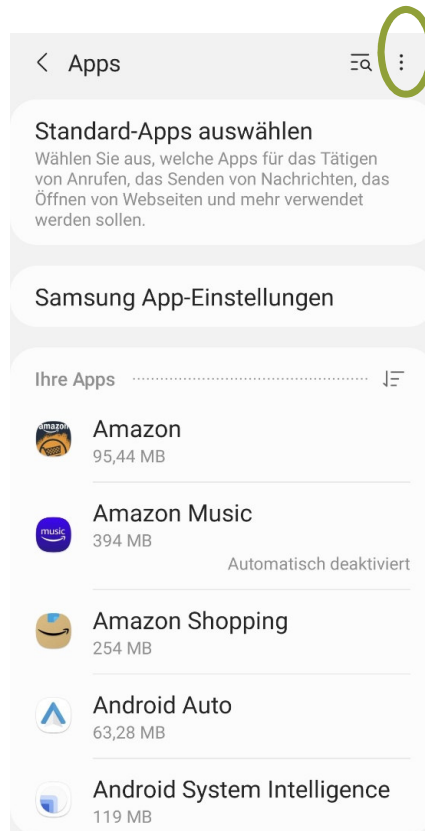 Apps
Standard-Apps auswählen
Wählen Sie aus, welche Apps für das Tätigen
von Anrufen, das Senden von Nachrichten, das
Öffnen von Webseiten und mehr verwendet
werden sollen.
Samsung App-Einstellungen
Ihre Apps
amazon
Amazon
95,44 MB
music
Amazon Music
394 MB
Automatisch deaktiviert
Amazon Shopping
254 MB
Android Auto
63,28 MB
Android System Intelligence
119 MB